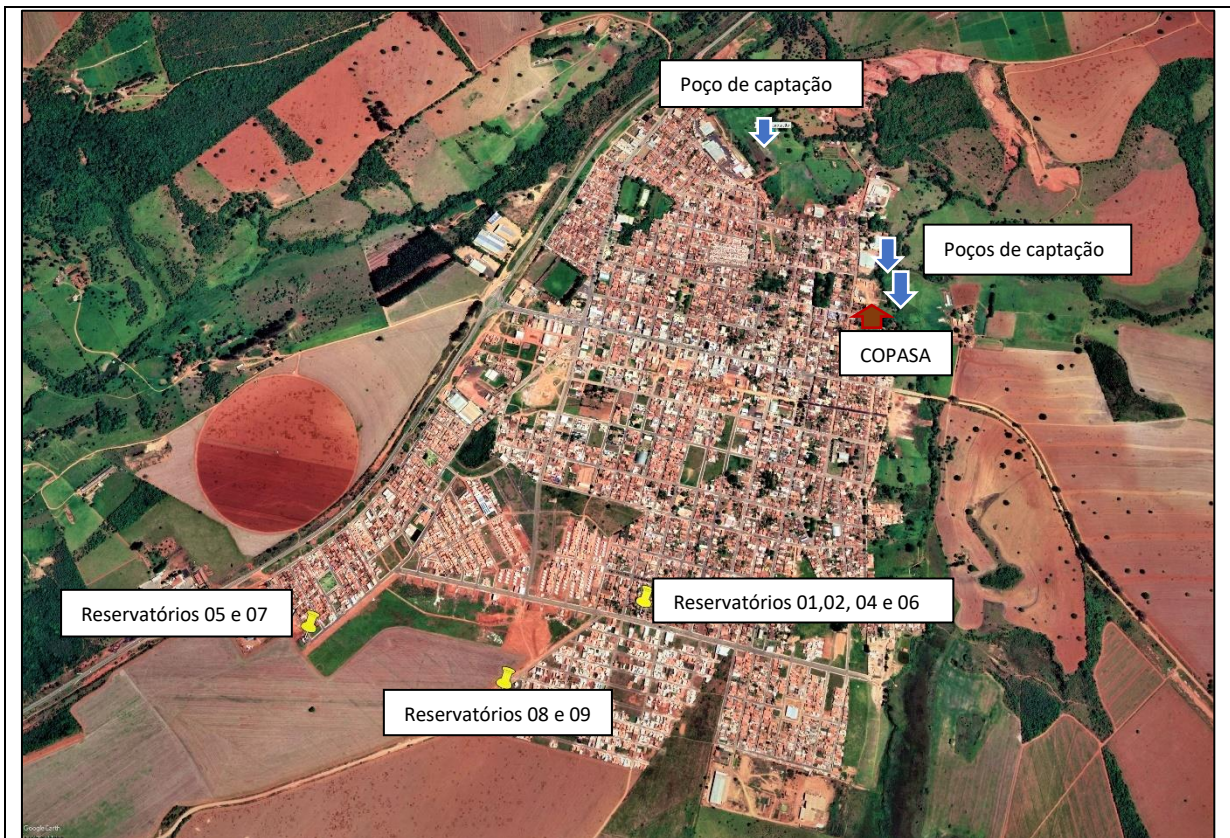 Poço de captação
Poços de captação
COPASA
Reservatórios 05 e 07
Reservatórios 01,02, 04 e 06
Reservatórios 08 e 09
Google Earth